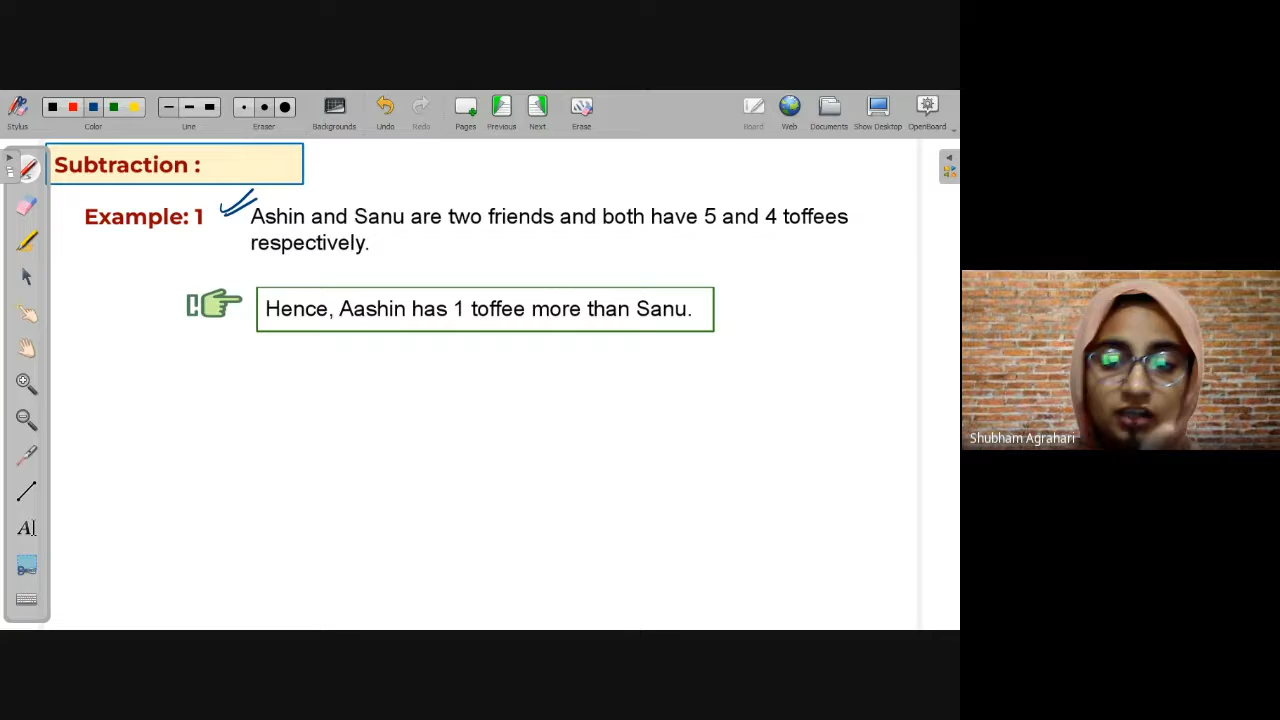 Stylus
Color
Line
Eraser
Backgrounds
Undo
Redo
Pages
Previous
Next
Erase
Board
Web
Documents
Show Desktop
OpenBoard
Subtraction :
Example: 1
Ashin and Sanu are two friends and both have 5 and 4 toffees
respectively.
Hence, Aashin has 1 toffee more than Sanu.
Shubham Agrahari